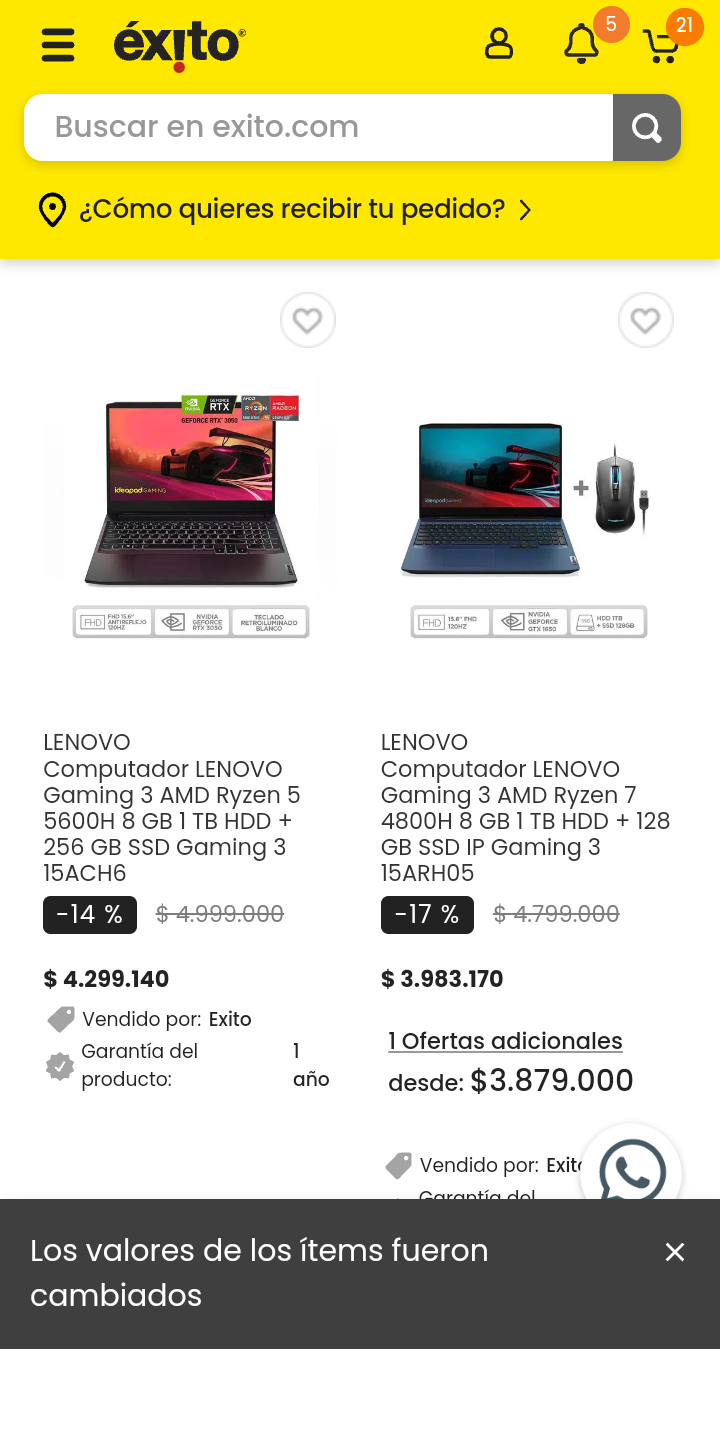 éxito
5
21
Buscar en exito.com
¿Cómo quieres recibir tu pedido?
NVIDIA
GEFORCE
RTX
AMD
RYZEN
RADEON
GEFORCE RTX 3050
ideapad GAMING
FHD
FHD 15.6"
ANTIREFLEJO
120HZ
NVIDIA
GEFORCE
RTX 3050
TECLADO
RETROILUMINADO
BLANCO
LENOVO
Computador LENOVO
Gaming 3 AMD Ryzen 5
5600H 8 GB 1 TB HDD +
256 GB SSD Gaming 3
15ACH6
-14 %
$ 4.999.000
$ 4.299.140
Vendido por: Exito
Garantía del
producto:
1
año
ideapad GAMING
+
FHD
15.6" FHD
120HZ
NVIDIA
GEFORCE
GTX 1650
SSD
HDD 1TB
+ SSD 128GB
LENOVO
Computador LENOVO
Gaming 3 AMD Ryzen 7
4800H 8 GB 1 TB HDD + 128
GB SSD IP Gaming 3
15ARH05
-17 %
$ 4.799.000
$ 3.983.170
1 Ofertas adicionales
desde: $3.879.000
Vendido por: Exito
Garantía del
Los valores de los ítems fueron
cambiados